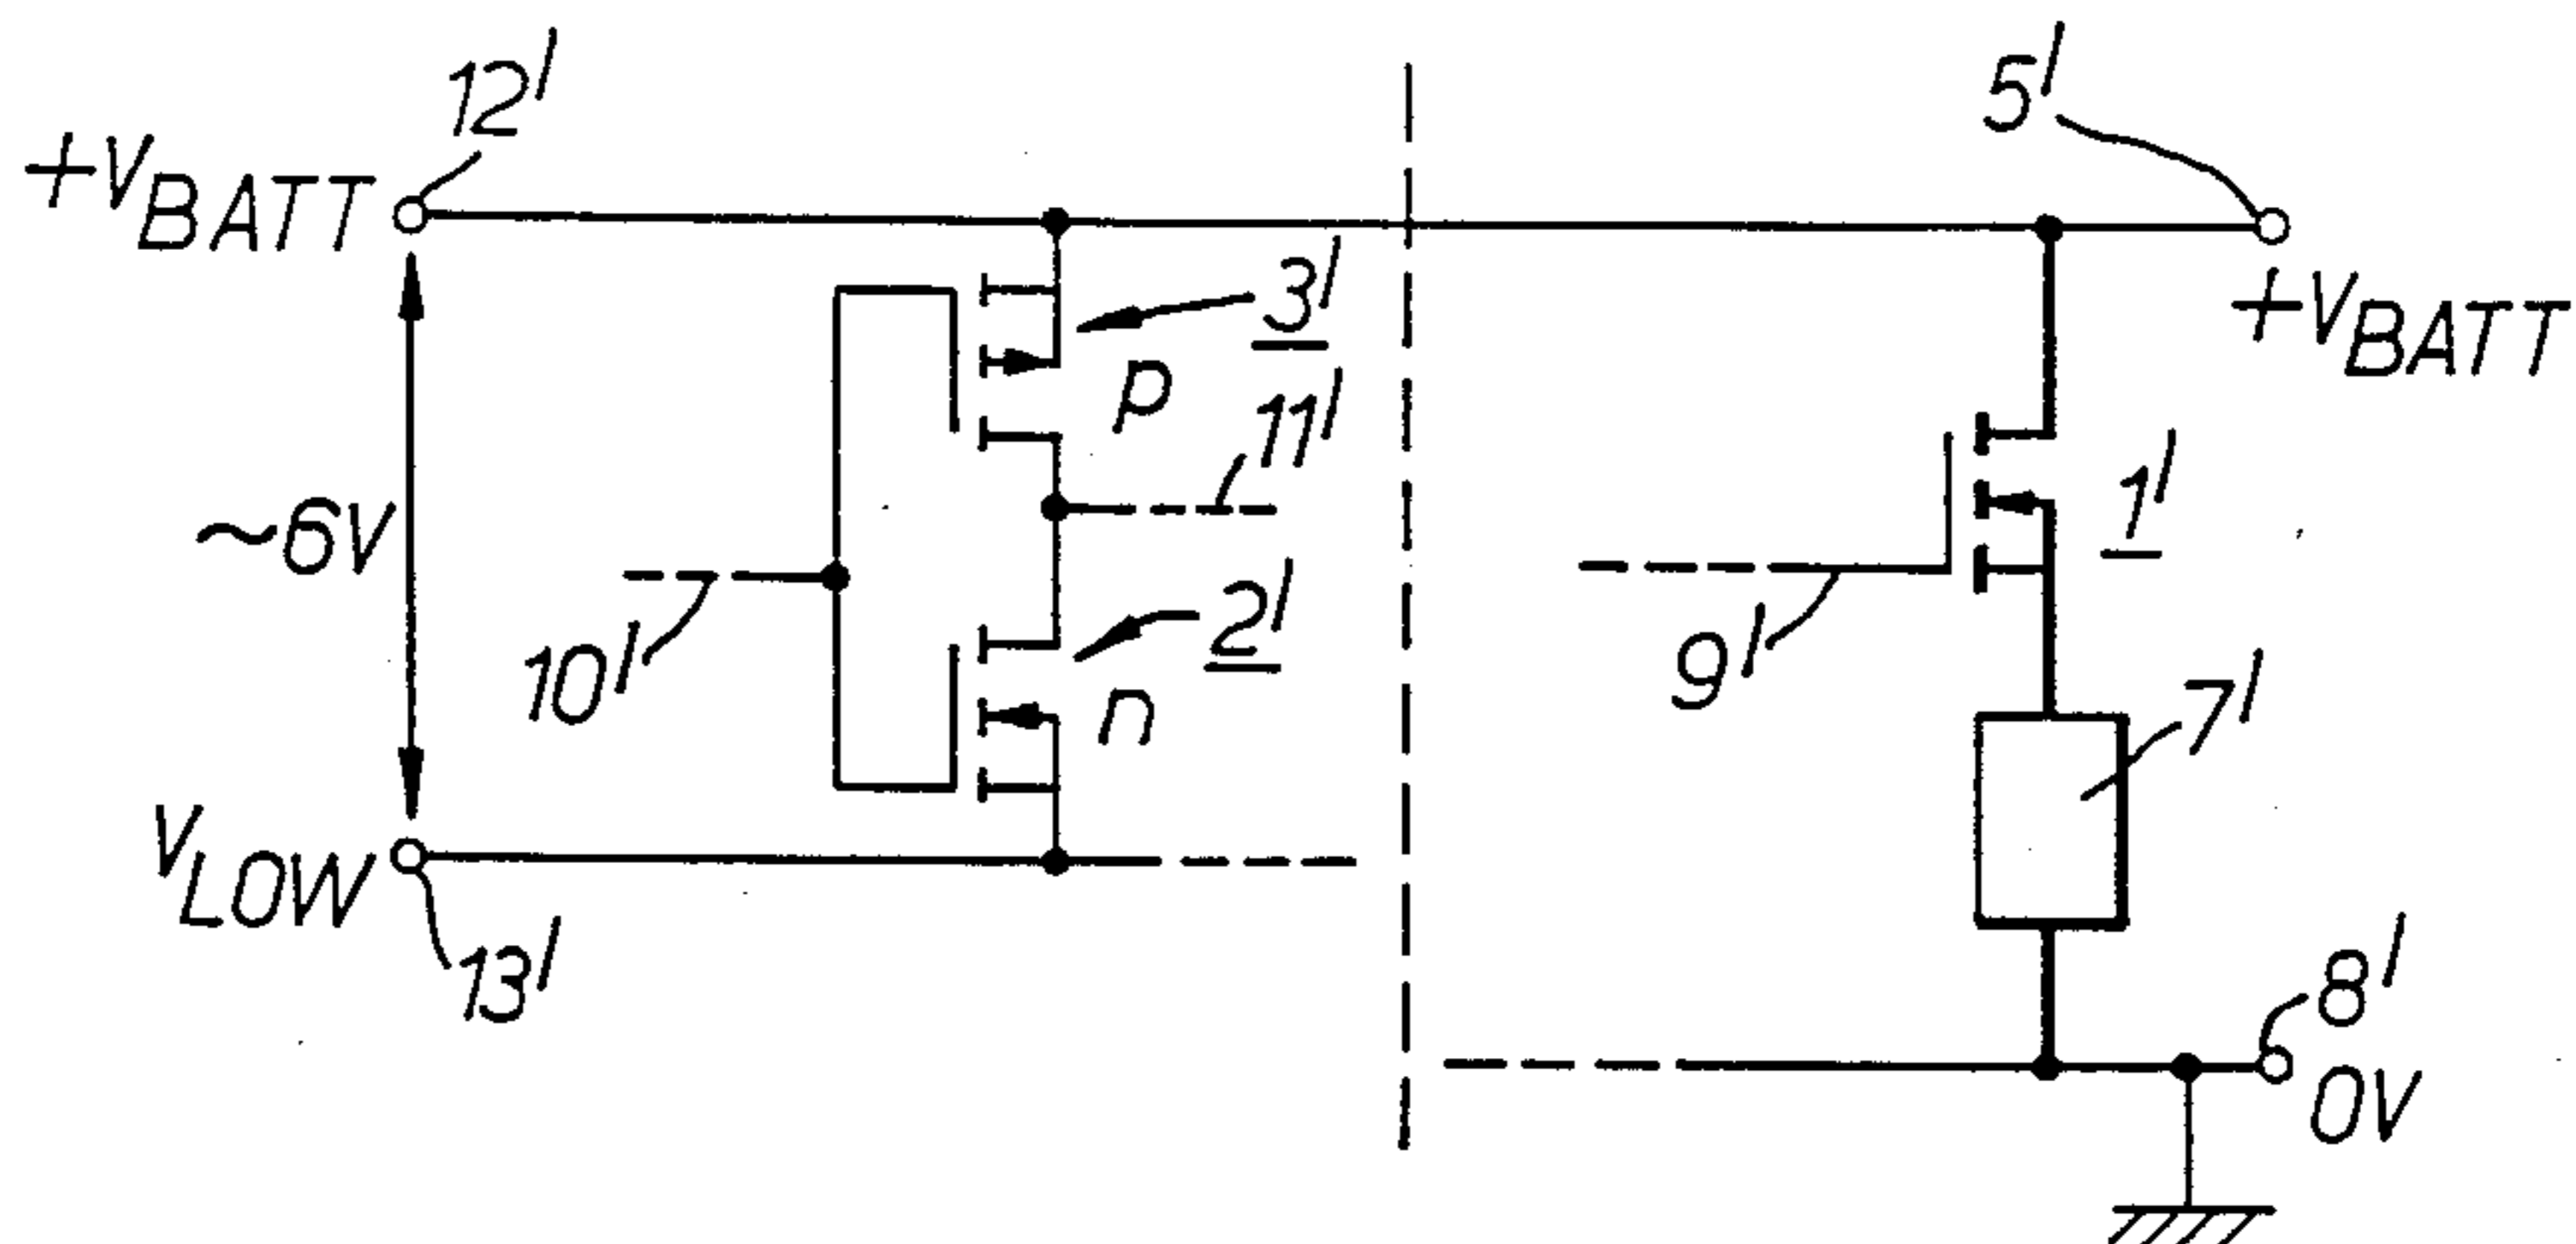 12'
5'
+VBATT
3'
+VBATT
p
11'
1'
~6V
2'
10'
9'
n
7'
VLOW
13'
8'
0V